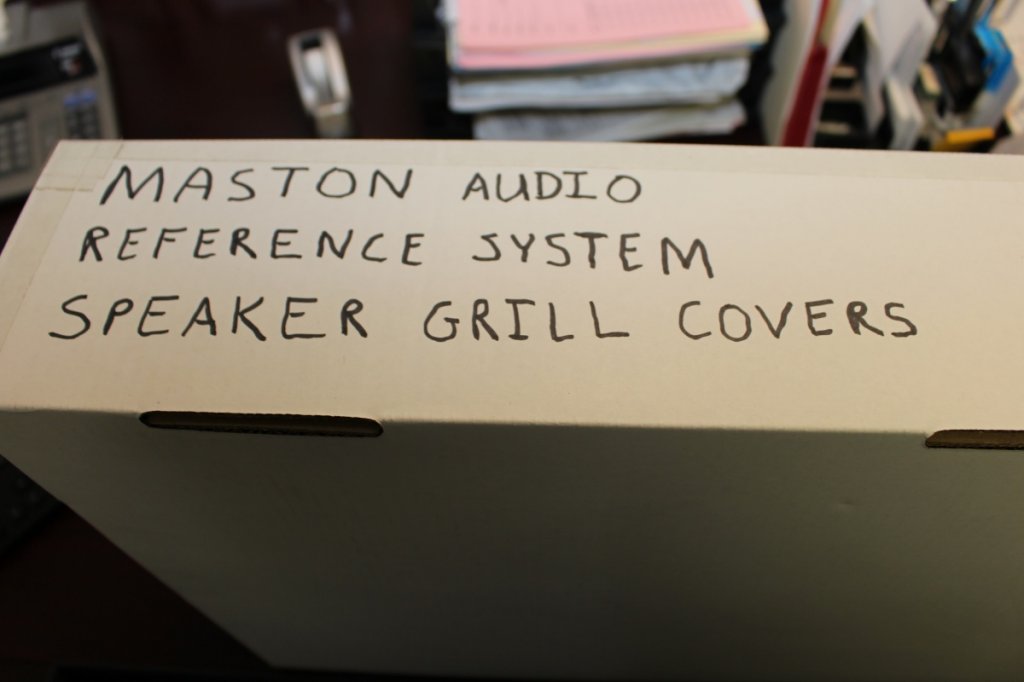 MASTON AUDIO
REFERENCE SYSTEM
SPEAKER GRILL COVERS